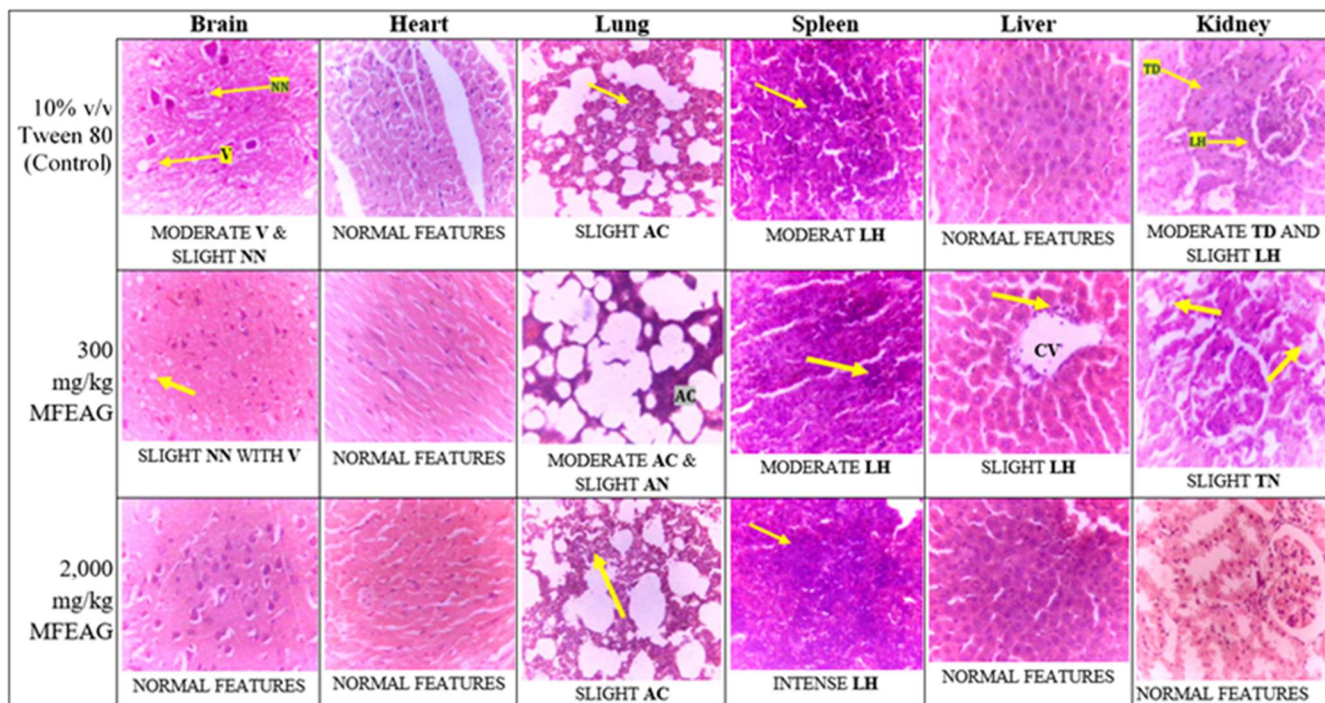 Brain
Heart
Lung
Spleen
Liver
Kidney
10% v/v
Tween 80
(Control)
NN
V
TD
LH
MODERATE V &
SLIGHT NN
NORMAL FEATURES
SLIGHT AC
MODERAT LH
NORMAL FEATURES
MODERATE TD AND
SLIGHT LH
300
mg/kg
MFEAG
AC
CV
SLIGHT NN WITH V
NORMAL FEATURES
MODERATE AC &
SLIGHT AN
MODERATE LH
SLIGHT LH
SLIGHT TN
2,000
mg/kg
MFEAG
NORMAL FEATURES
NORMAL FEATURES
SLIGHT AC
INTENSE LH
NORMAL FEATURES
NORMAL FEATURES